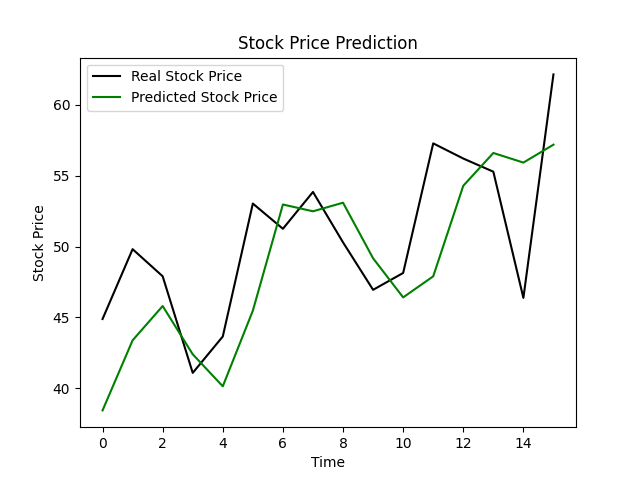 Stock Price Prediction
Real Stock Price
Predicted Stock Price
60
55
50
45
40
Stock Price
0 2 4 6 8 10 12 14
Time